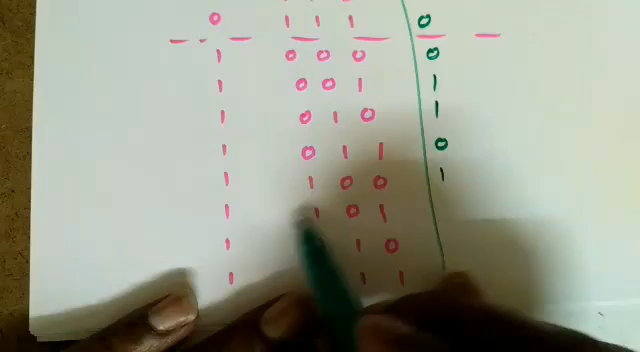 0 1 1 1 0
1 0 0 0 0
1 0 0 1 1
1 0 1 0 1
1 0 1 1 0
1 1 0 0 1
1 1 0 1
1 1 0
1 1 1